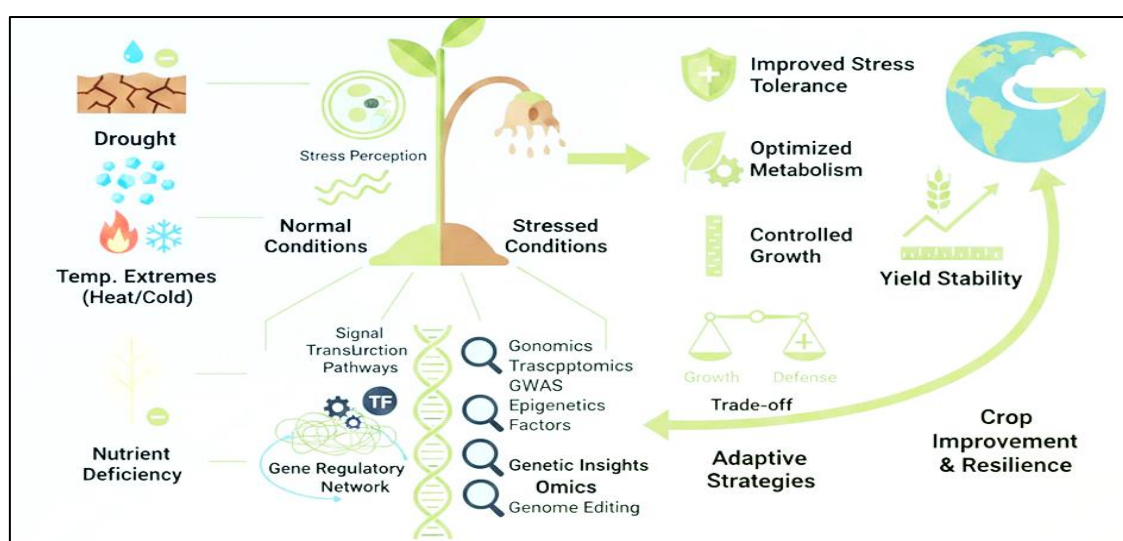 Drought
Temp. Extremes
(Heat/Cold)
Nutrient
Deficiency
Stress Perception
Normal
Conditions
Stressed
Conditions
Signal
Transurction
Pathways
TF
Gene Regulatory
Network
Gonomics
Trascpptomics
GWAS
Epigenetics
Factors
Genetic Insights
Omics
Genome Editing
Improved Stress
Tolerance
Optimized
Metabolism
Controlled
Growth
Growth Defense
Trade-off
Adaptive
Strategies
Yield Stability
Crop
Improvement
& Resilience